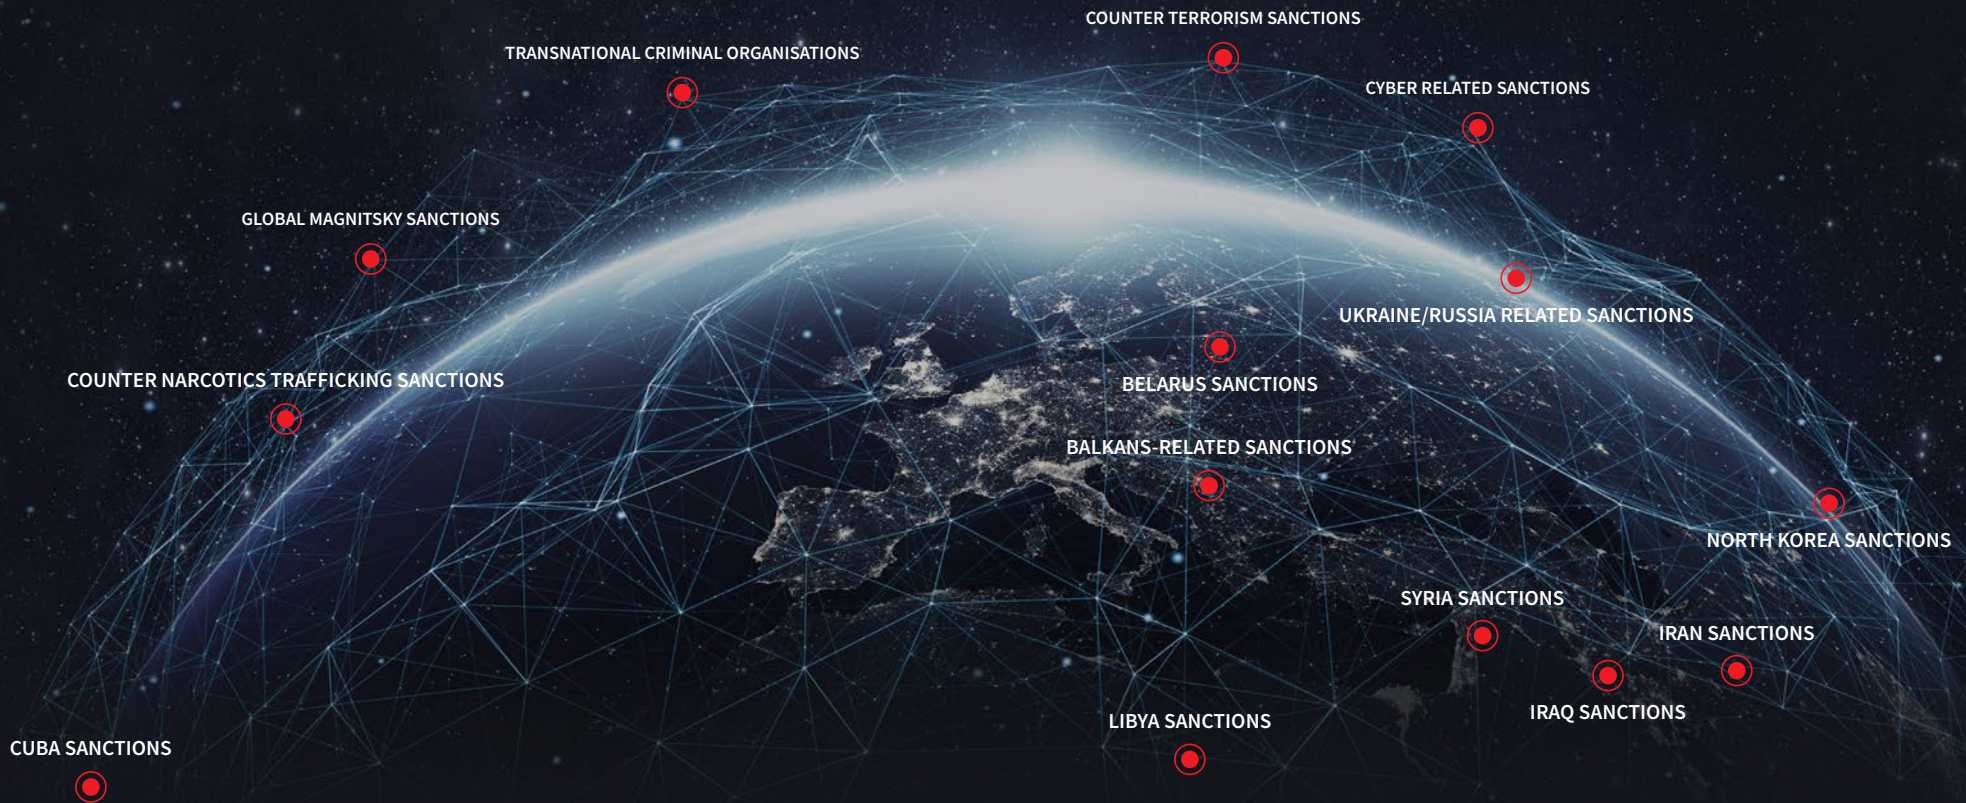 COUNTER TERRORISM SANCTIONS
TRANSNATIONAL CRIMINAL ORGANISATIONS
CYBER RELATED SANCTIONS
GLOBAL MAGNITSKY SANCTIONS
UKRAINE/RUSSIA RELATED SANCTIONS
COUNTER NARCOTICS TRAFFICKING SANCTIONS
BELARUS SANCTIONS
BALKANS-RELATED SANCTIONS
NORTH KOREA SANCTIONS
SYRIA SANCTIONS
IRAN SANCTIONS
IRAQ SANCTIONS
LIBYA SANCTIONS
CUBA SANCTIONS